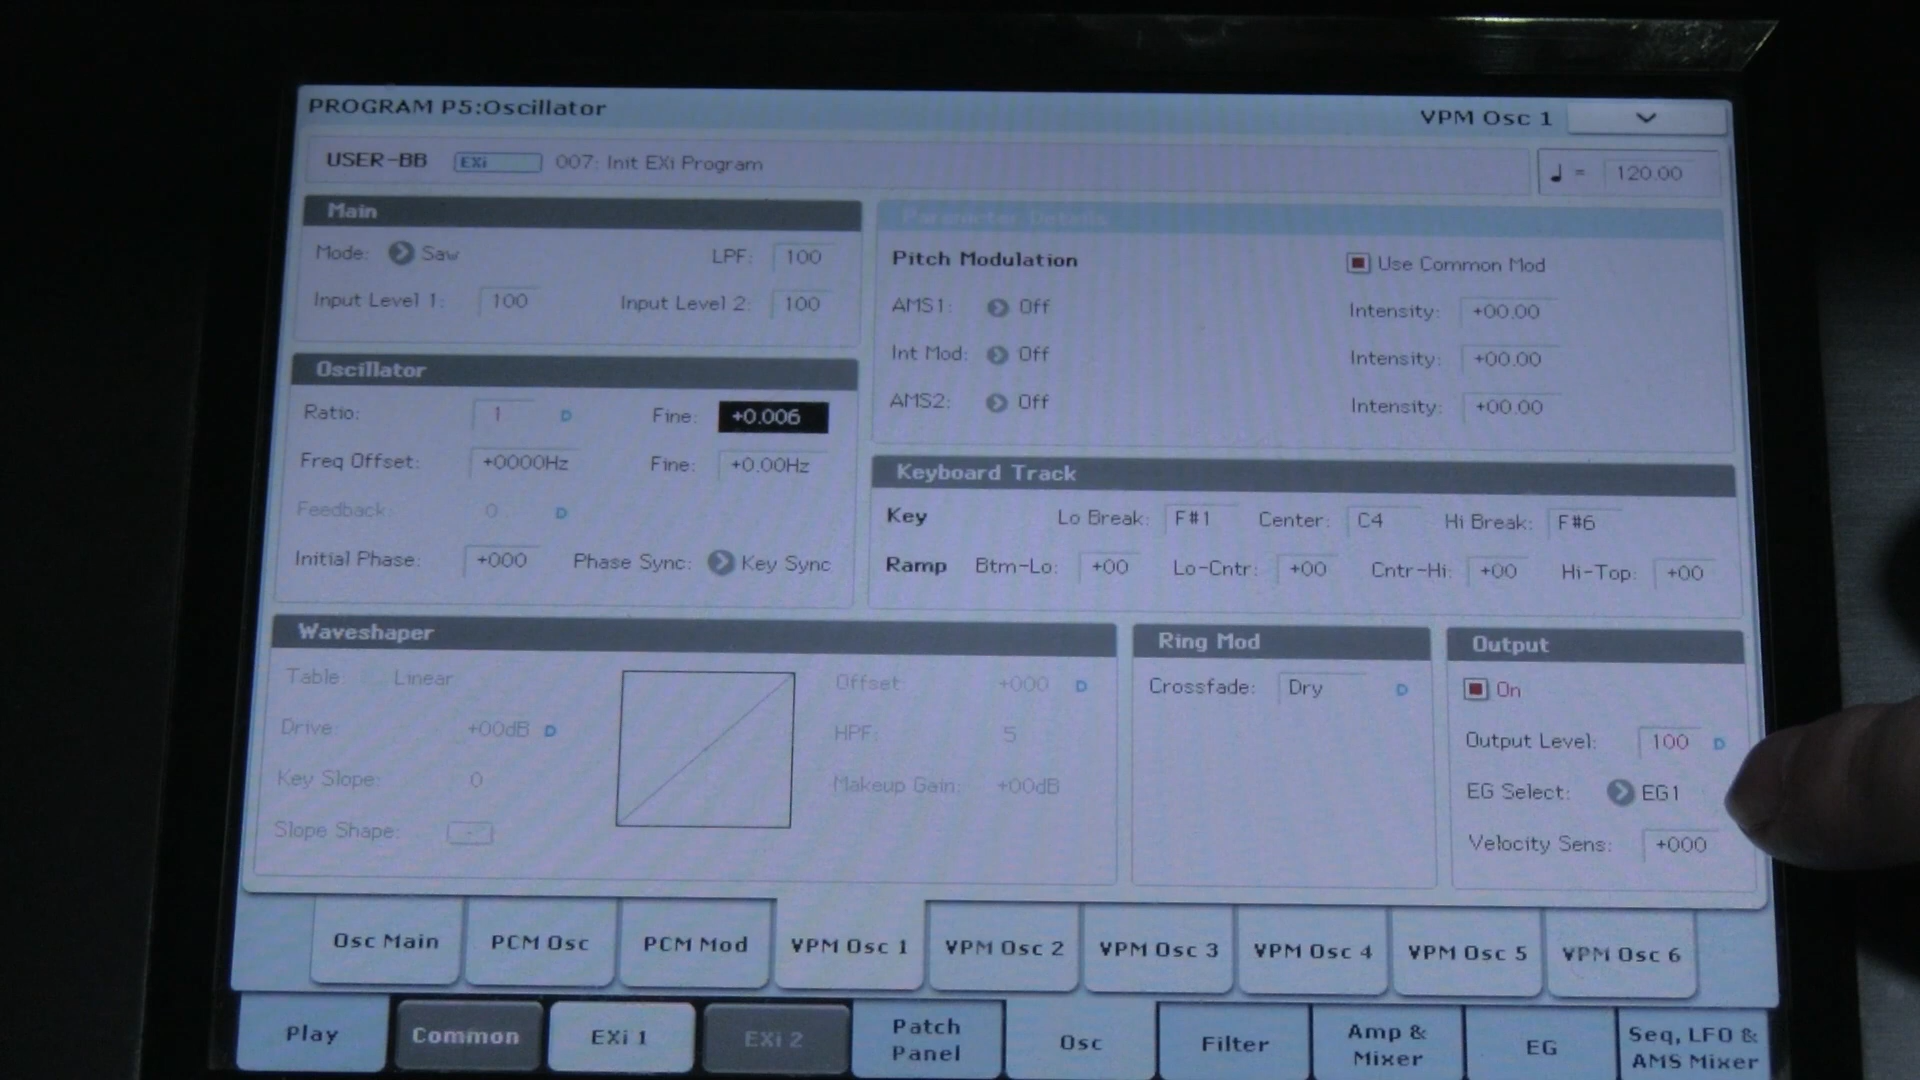 PROGRAM P5:Oscillator VPM Osc 1
USER-BB EXi 007: Init EXi Program ♩ = 120.00
Main
Mode: Saw LPF: 100
Input Level 1: 100 Input Level 2: 100
Parameter Details
Pitch Modulation Use Common Mod
AMS1: Off Intensity: +00.00
Int Mod: Off Intensity: +00.00
AMS2: Off Intensity: +00.00
Oscillator
Ratio: 1 D Fine: +0.006
Freq Offset: +0000Hz Fine: +0.00Hz
Feedback: 0 D
Initial Phase: +000 Phase Sync: Key Sync
Keyboard Track
Key Lo Break: F#1 Center: C4 Hi Break: F#6
Ramp Btm-Lo: +00 Lo-Cntr: +00 Cntr-Hi: +00 Hi-Top: +00
Waveshaper
Table: Linear Offset +000 D
Drive: +00dB D HPF: 5
Key Slope: 0 Makeup Gain: +00dB
Slope Shape: -
Ring Mod
Crossfade: Dry D
Output
On
Output Level: 100 D
EG Select: EG1
Velocity Sens: +000
Osc Main PCM Osc PCM Mod VPM Osc 1 VPM Osc 2 VPM Osc 3 VPM Osc 4 VPM Osc 5 VPM Osc 6
Play Common EXi 1 EXi 2 Patch Panel Osc Filter Amp & Mixer EG Seq, LFO & AMS Mixer